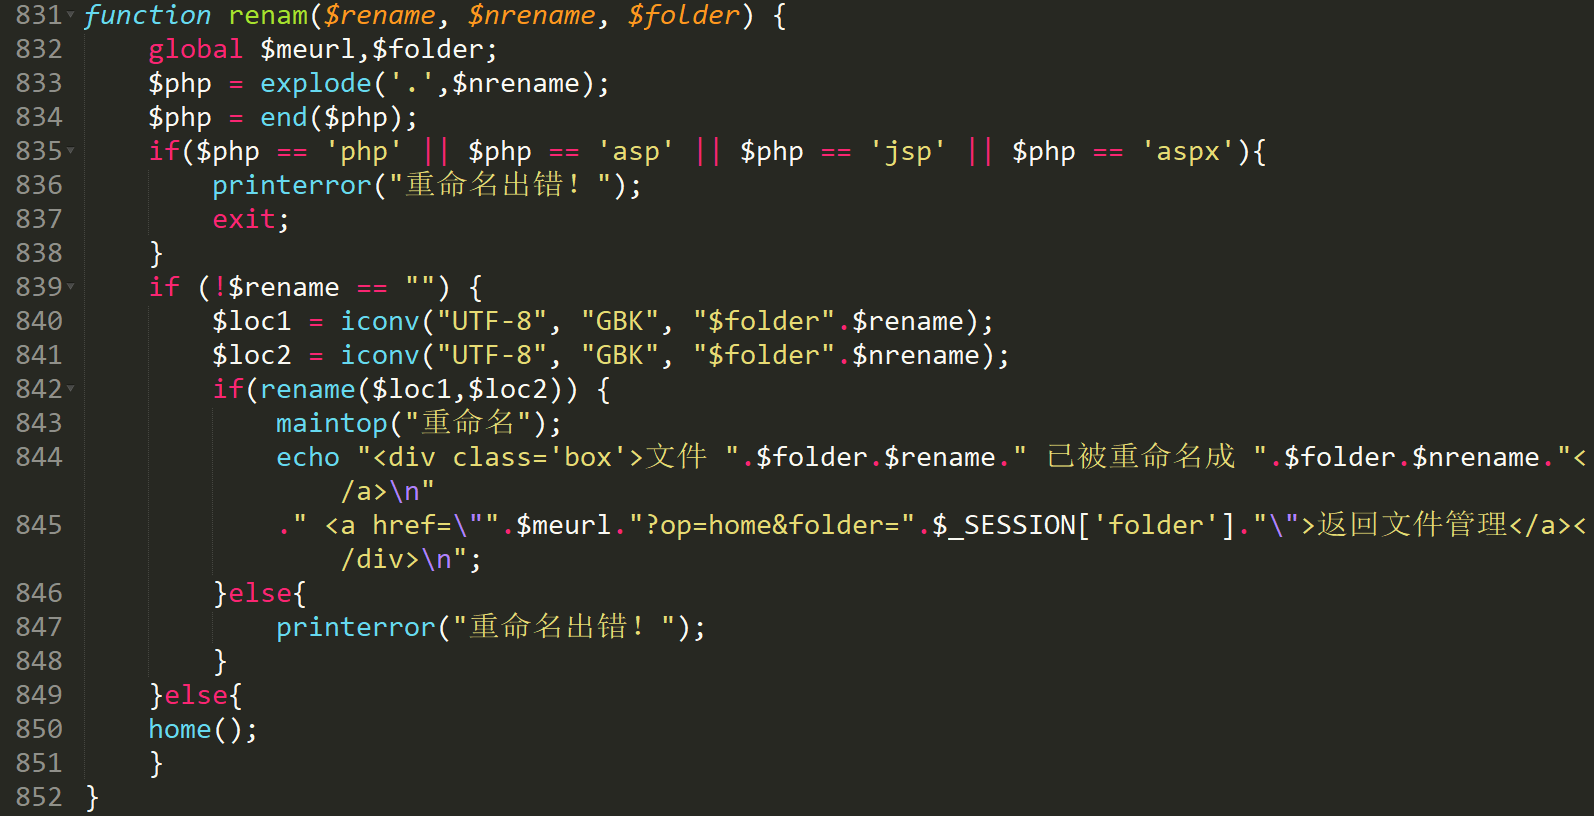 831 function renam($rename, $nrename, $folder) {
832     global $meurl,$folder;
833     $php = explode('.',$nrename);
834     $php = end($php);
835     if($php == 'php' || $php == 'asp' || $php == 'jsp' || $php == 'aspx'){
836         printerror("重命名出错！");
837         exit;
838     }
839     if (!$rename == "") {
840         $loc1 = iconv("UTF-8", "GBK", "$folder".$rename);
841         $loc2 = iconv("UTF-8", "GBK", "$folder".$nrename);
842         if(rename($loc1,$loc2)) {
843             maintop("重命名");
844             echo "<div class='box'>文件 ".$folder.$rename." 已被重命名成 ".$folder.$nrename."<
/a>\n"
845             ." <a href=\"".$meurl."?op=home&folder=".$_SESSION['folder']."\">返回文件管理</a><
/div>\n";
846         }else{
847             printerror("重命名出错！");
848         }
849     }else{
850     home();
851     }
852 }